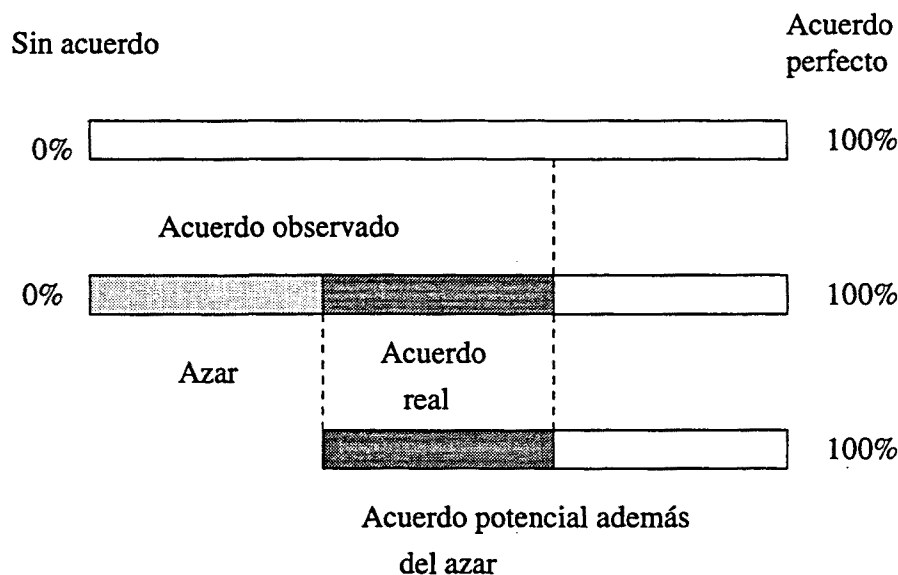 Sin acuerdo
Acuerdo
perfecto
0%
100%
Acuerdo observado
0%
100%
Azar
Acuerdo
real
100%
Acuerdo potencial además
del azar